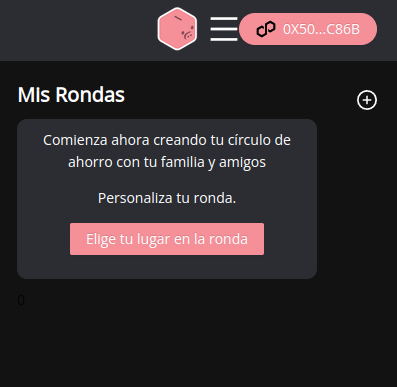 0X50...C86B
Mis Rondas
Comienza ahora creando tu círculo de
ahorro con tu familia y amigos
Personaliza tu ronda.
Elige tu lugar en la ronda
0